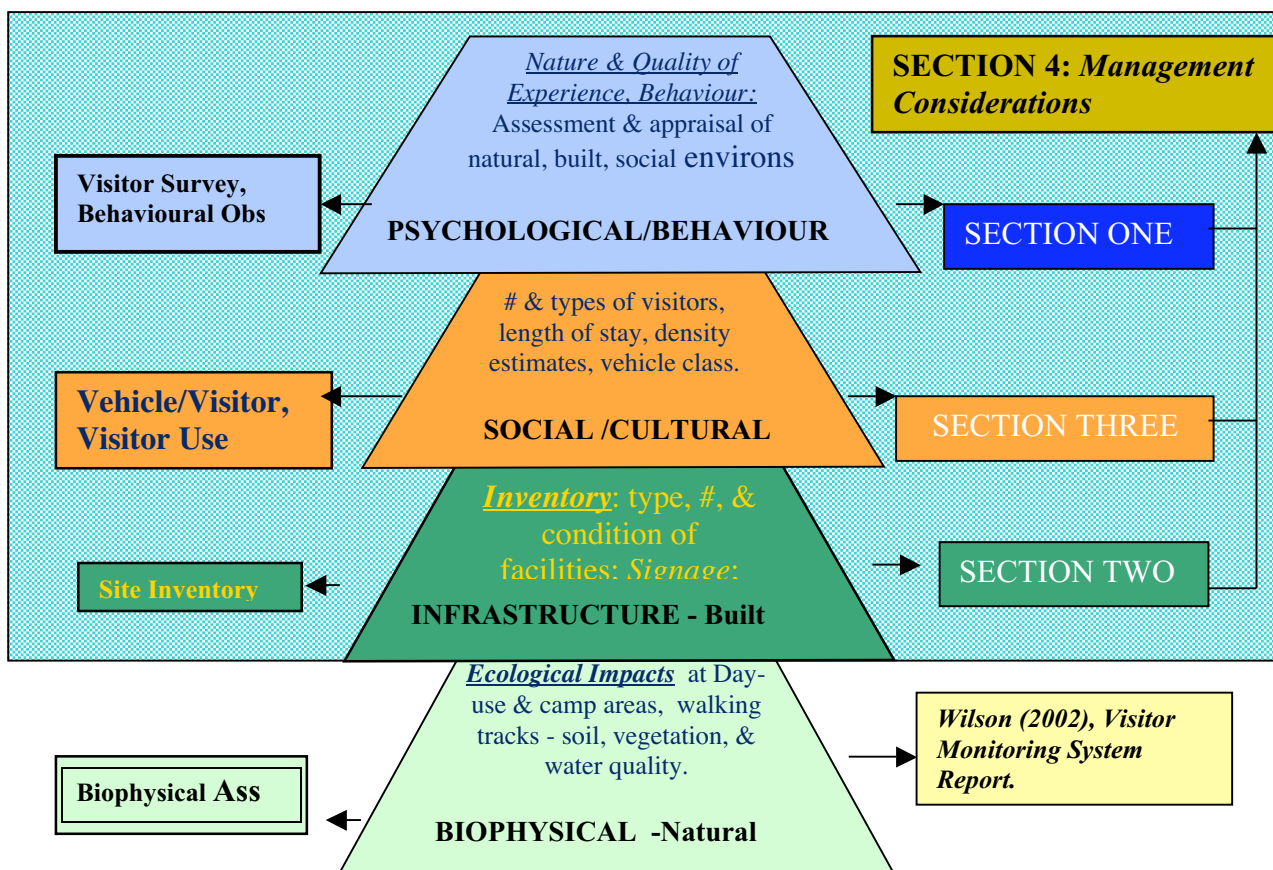 Nature & Quality of
Experience, Behaviour:
Assessment & appraisal of
natural, built, social environs
PSYCHOLOGICAL/BEHAVIOUR
SECTION 4: Management
Considerations
Visitor Survey,
Behavioural Obs
SECTION ONE
# & types of visitors,
length of stay, density
estimates, vehicle class.
SOCIAL /CULTURAL
Vehicle/Visitor,
Visitor Use
SECTION THREE
Inventory: type, #, &
condition of
facilities; Signage:
INFRASTRUCTURE - Built
Site Inventory
SECTION TWO
Ecological Impacts at Day-
use & camp areas, walking
tracks - soil, vegetation, &
water quality.
BIOPHYSICAL -Natural
Biophysical Ass
Wilson (2002), Visitor
Monitoring System
Report.